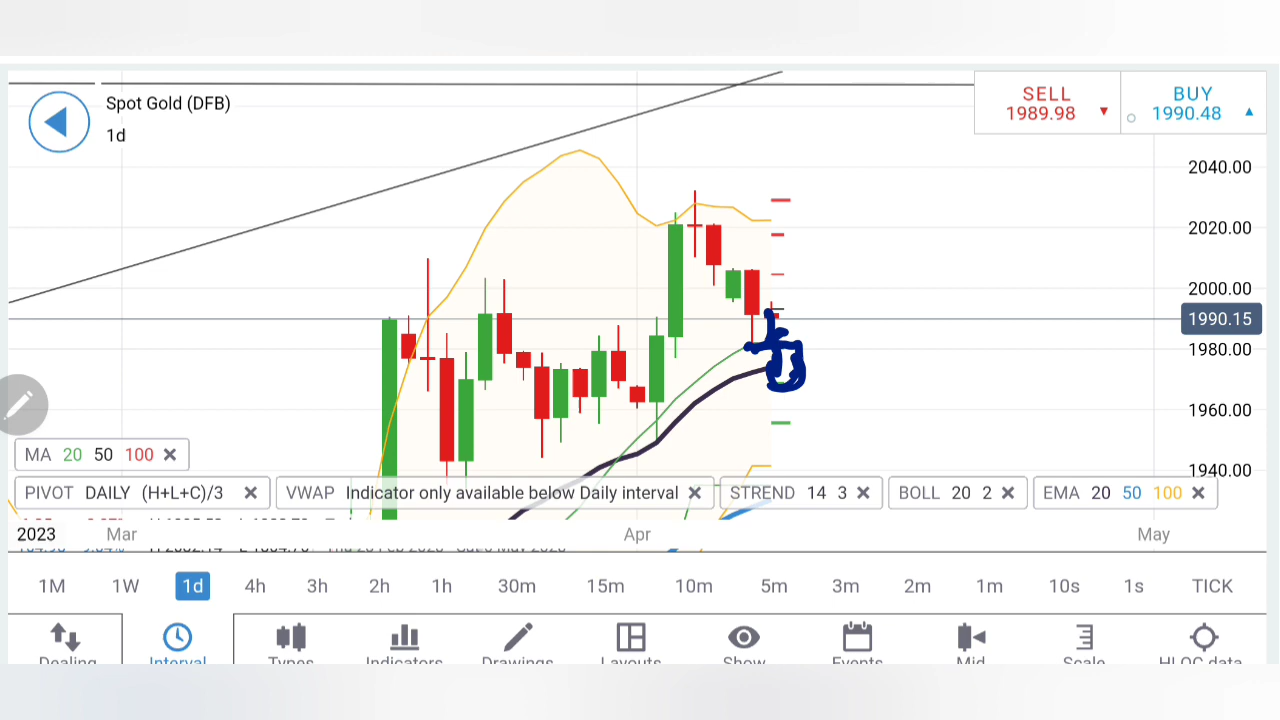 Spot Gold (DFB)
1d
SELL
1989.98
BUY
1990.48
2040.00
2020.00
2000.00
1990.15
1980.00
1960.00
1940.00
MA 20 50 100
PIVOT DAILY (H+L+C)/3
VWAP Indicator only available below Daily interval
STREND 14 3
BOLL 20 2
EMA 20 50 100
2023 Mar Apr May
1M 1W 1d 4h 3h 2h 1h 30m 15m 10m 5m 3m 2m 1m 10s 1s TICK
Dealing Interval Types Indicators Drawings Layouts Show Events Mid Scale HLOC data